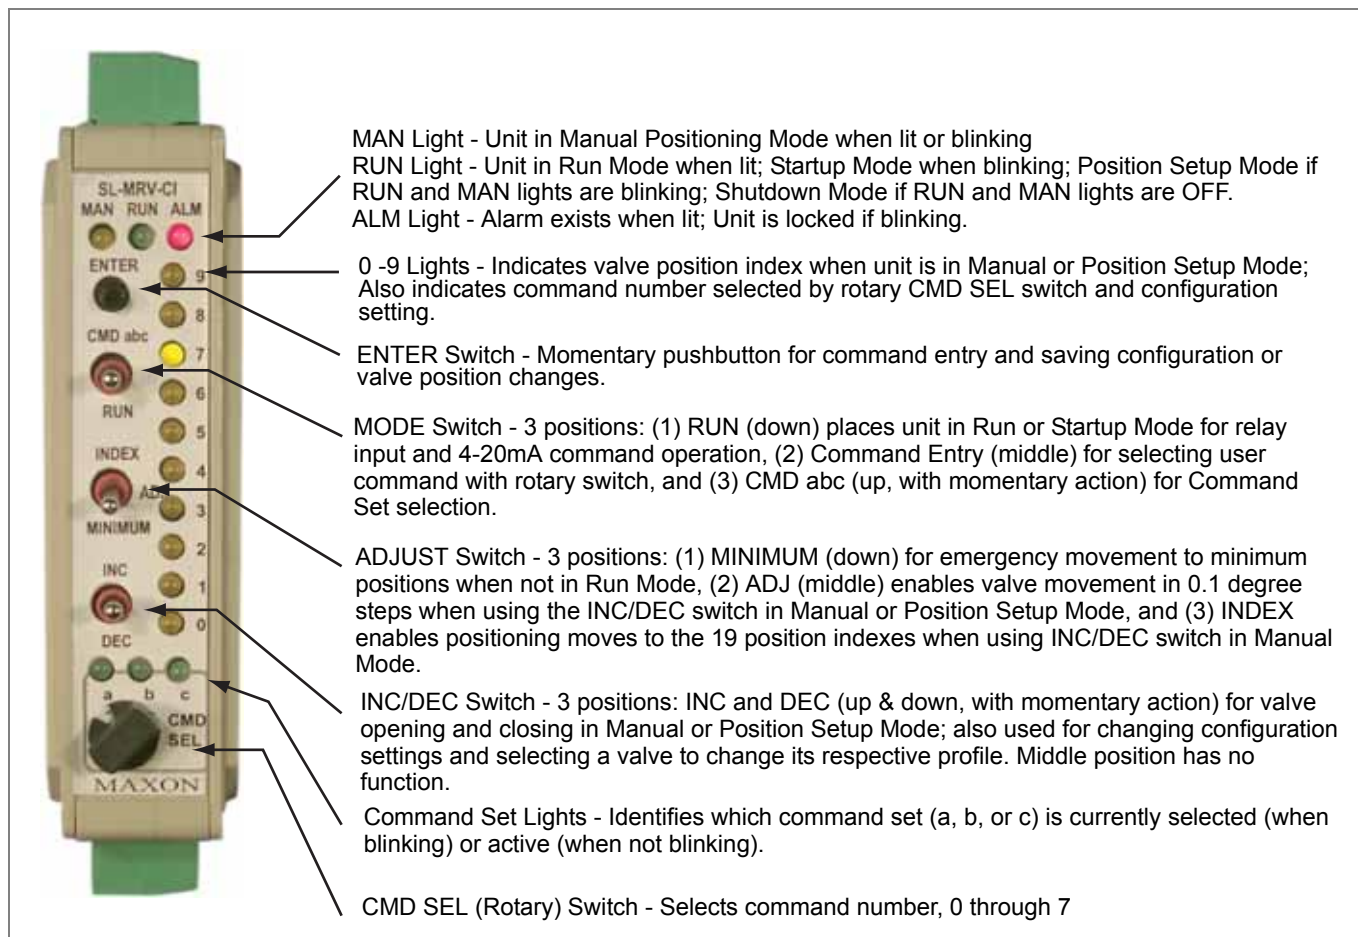 SL-MRV-CI
MAN RUN ALM
ENTER
9
8
CMD abc
7
6
RUN
5
INDEX
4
AD
3
MINIMUM
2
INC
1
0
DEC
a b c
CMD
SEL
MAXON
MAN Light - Unit in Manual Positioning Mode when lit or blinking
RUN Light - Unit in Run Mode when lit; Startup Mode when blinking; Position Setup Mode if
RUN and MAN lights are blinking; Shutdown Mode if RUN and MAN lights are OFF.
ALM Light - Alarm exists when lit; Unit is locked if blinking.
0 -9 Lights - Indicates valve position index when unit is in Manual or Position Setup Mode;
Also indicates command number selected by rotary CMD SEL switch and configuration
setting.
ENTER Switch - Momentary pushbutton for command entry and saving configuration or
valve position changes.
MODE Switch - 3 positions: (1) RUN (down) places unit in Run or Startup Mode for relay
input and 4-20mA command operation, (2) Command Entry (middle) for selecting user
command with rotary switch, and (3) CMD abc (up, with momentary action) for Command
Set selection.
ADJUST Switch - 3 positions: (1) MINIMUM (down) for emergency movement to minimum
positions when not in Run Mode, (2) ADJ (middle) enables valve movement in 0.1 degree
steps when using the INC/DEC switch in Manual or Position Setup Mode, and (3) INDEX
enables positioning moves to the 19 position indexes when using INC/DEC switch in Manual
Mode.
INC/DEC Switch - 3 positions: INC and DEC (up & down, with momentary action) for valve
opening and closing in Manual or Position Setup Mode; also used for changing configuration
settings and selecting a valve to change its respective profile. Middle position has no
function.
Command Set Lights - Identifies which command set (a, b, or c) is currently selected (when
blinking) or active (when not blinking).
CMD SEL (Rotary) Switch - Selects command number, 0 through 7